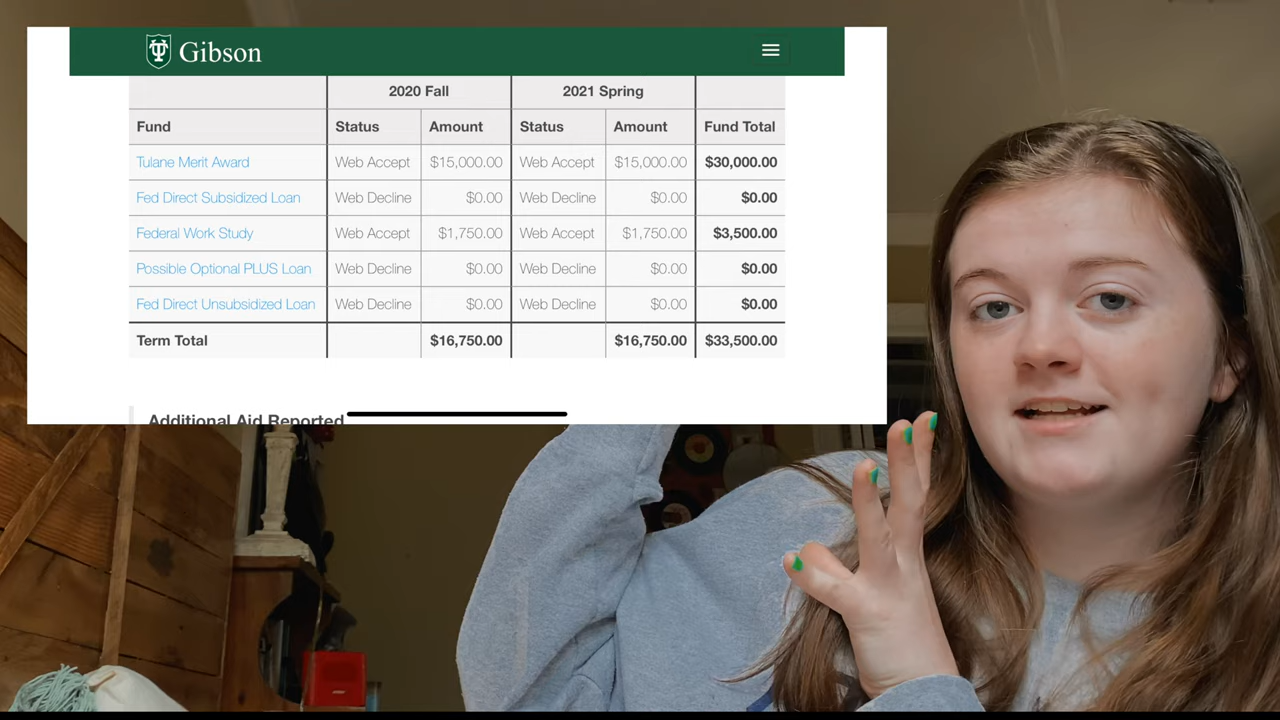 Gibson
2020 Fall 2021 Spring
Fund Status Amount Status Amount Fund Total
Tulane Merit Award Web Accept $15,000.00 Web Accept $15,000.00 $30,000.00
Fed Direct Subsidized Loan Web Decline $0.00 Web Decline $0.00 $0.00
Federal Work Study Web Accept $1,750.00 Web Accept $1,750.00 $3,500.00
Possible Optional PLUS Loan Web Decline $0.00 Web Decline $0.00 $0.00
Fed Direct Unsubsidized Loan Web Decline $0.00 Web Decline $0.00 $0.00
Term Total $16,750.00 $16,750.00 $33,500.00
Additional Aid Reported